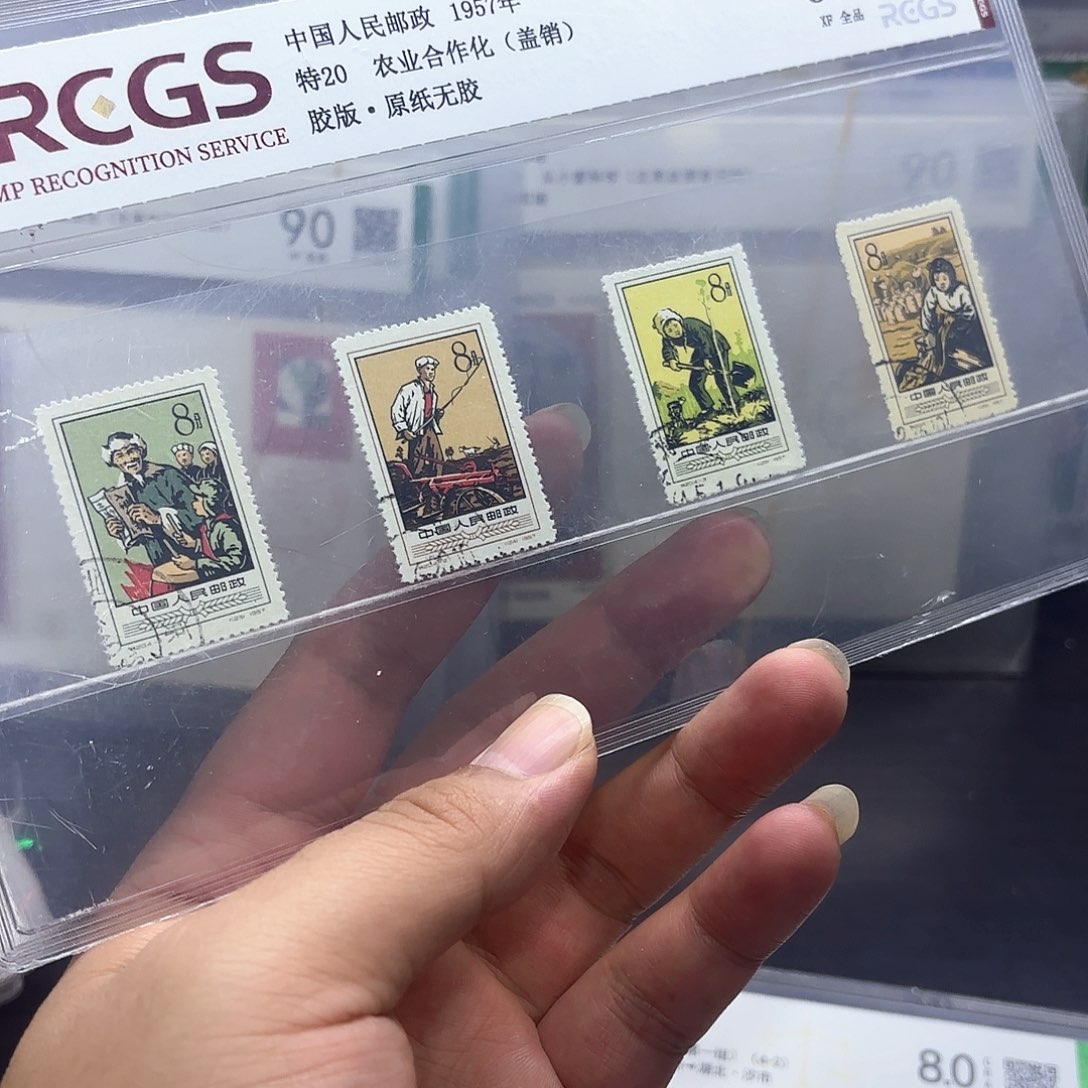 RCGS
MP RECOGNITION SERVICE
中国人民邮政 1957年
特20 农业合作化（盖销）
胶版·原纸无胶
XF 全品
RCGS
RCGS
90
90
8分
中国人民邮政
8分
中国人民邮政
8分
中国人民邮政
8分
中国人民邮政
8.0